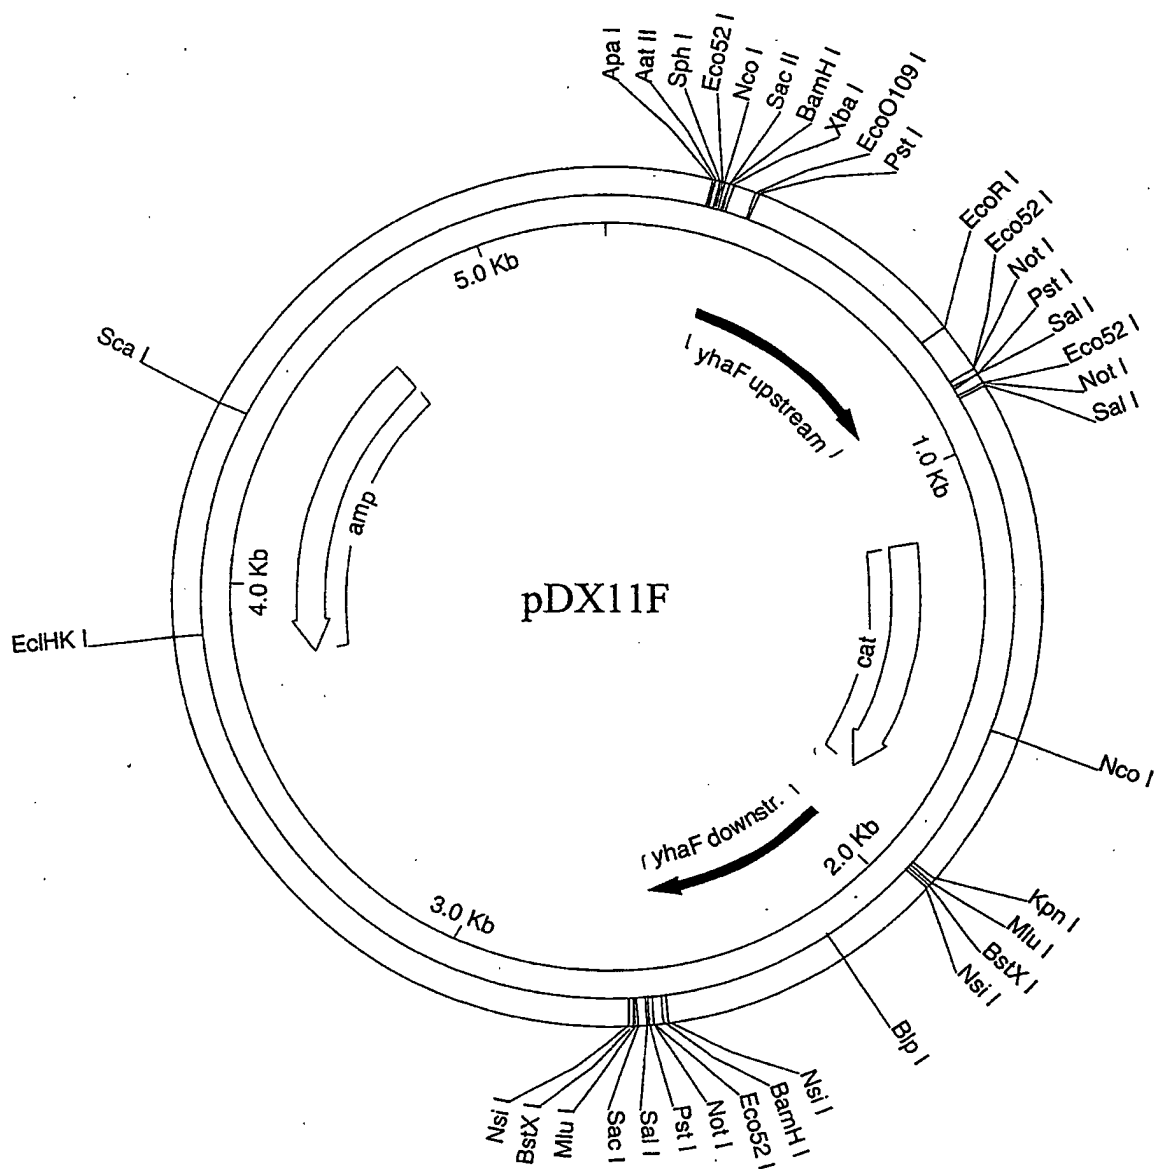 Apa I
Aat II
Sph I
Eco52 I
Nco I
Sac II
BamH I
Xba I
EcoO109 I
Pst I
EcoR I
Eco52 I
Not I
Pst I
Sal I
Eco52 I
Not I
Sal I
Nco I
Kpn I
Mlu I
BstX I
Nsi I
Blp I
Nsi I
BamH I
Eco52 I
Not I
Pst I
Sal I
Sac I
Mlu I
BstX I
Nsi I
EclHK I
Sca I
5.0 Kb
yhaF upstream
1.0 Kb
cat
2.0 Kb
yhaF downstr.
3.0 Kb
4.0 Kb
amp
pDX11F